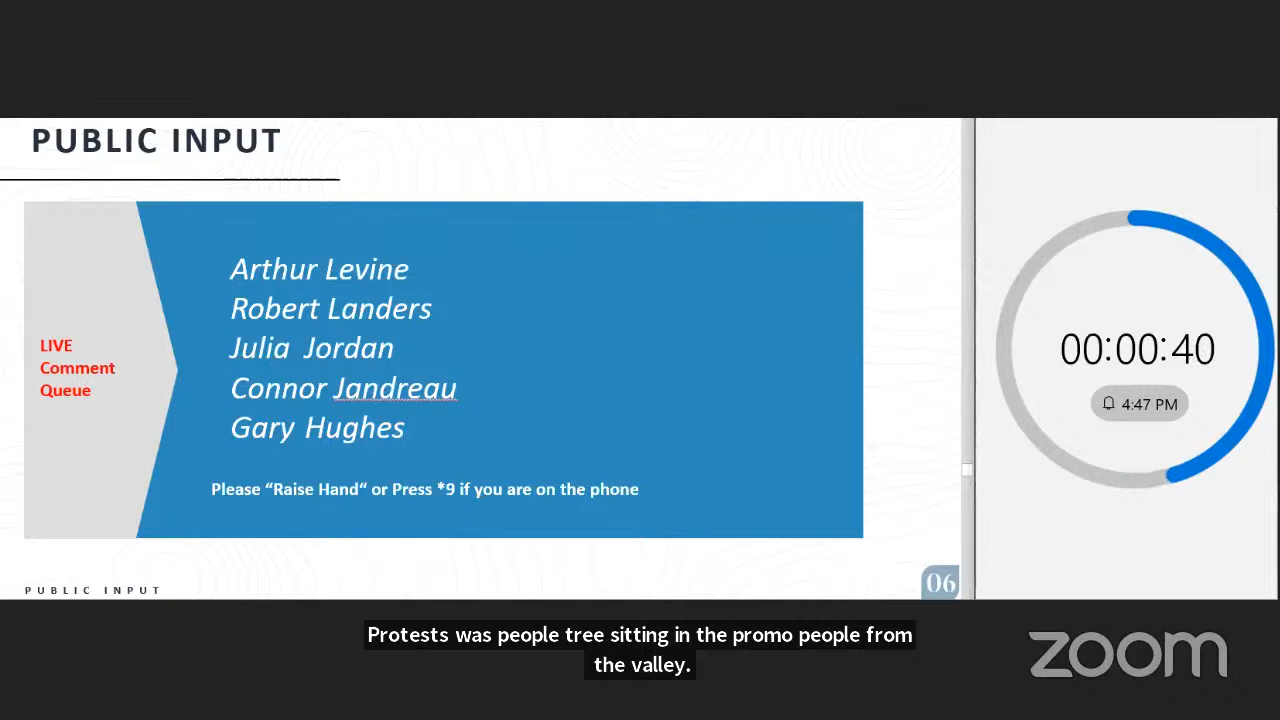 PUBLIC INPUT
Arthur Levine
Robert Landers
Julia Jordan
Connor Jandreau
Gary Hughes
LIVE
Comment
Queue
Please “Raise Hand“ or Press *9 if you are on the phone
00:00:40
4:47 PM
PUBLIC INPUT
06
Protests was people tree sitting in the promo people from
the valley.
zoom